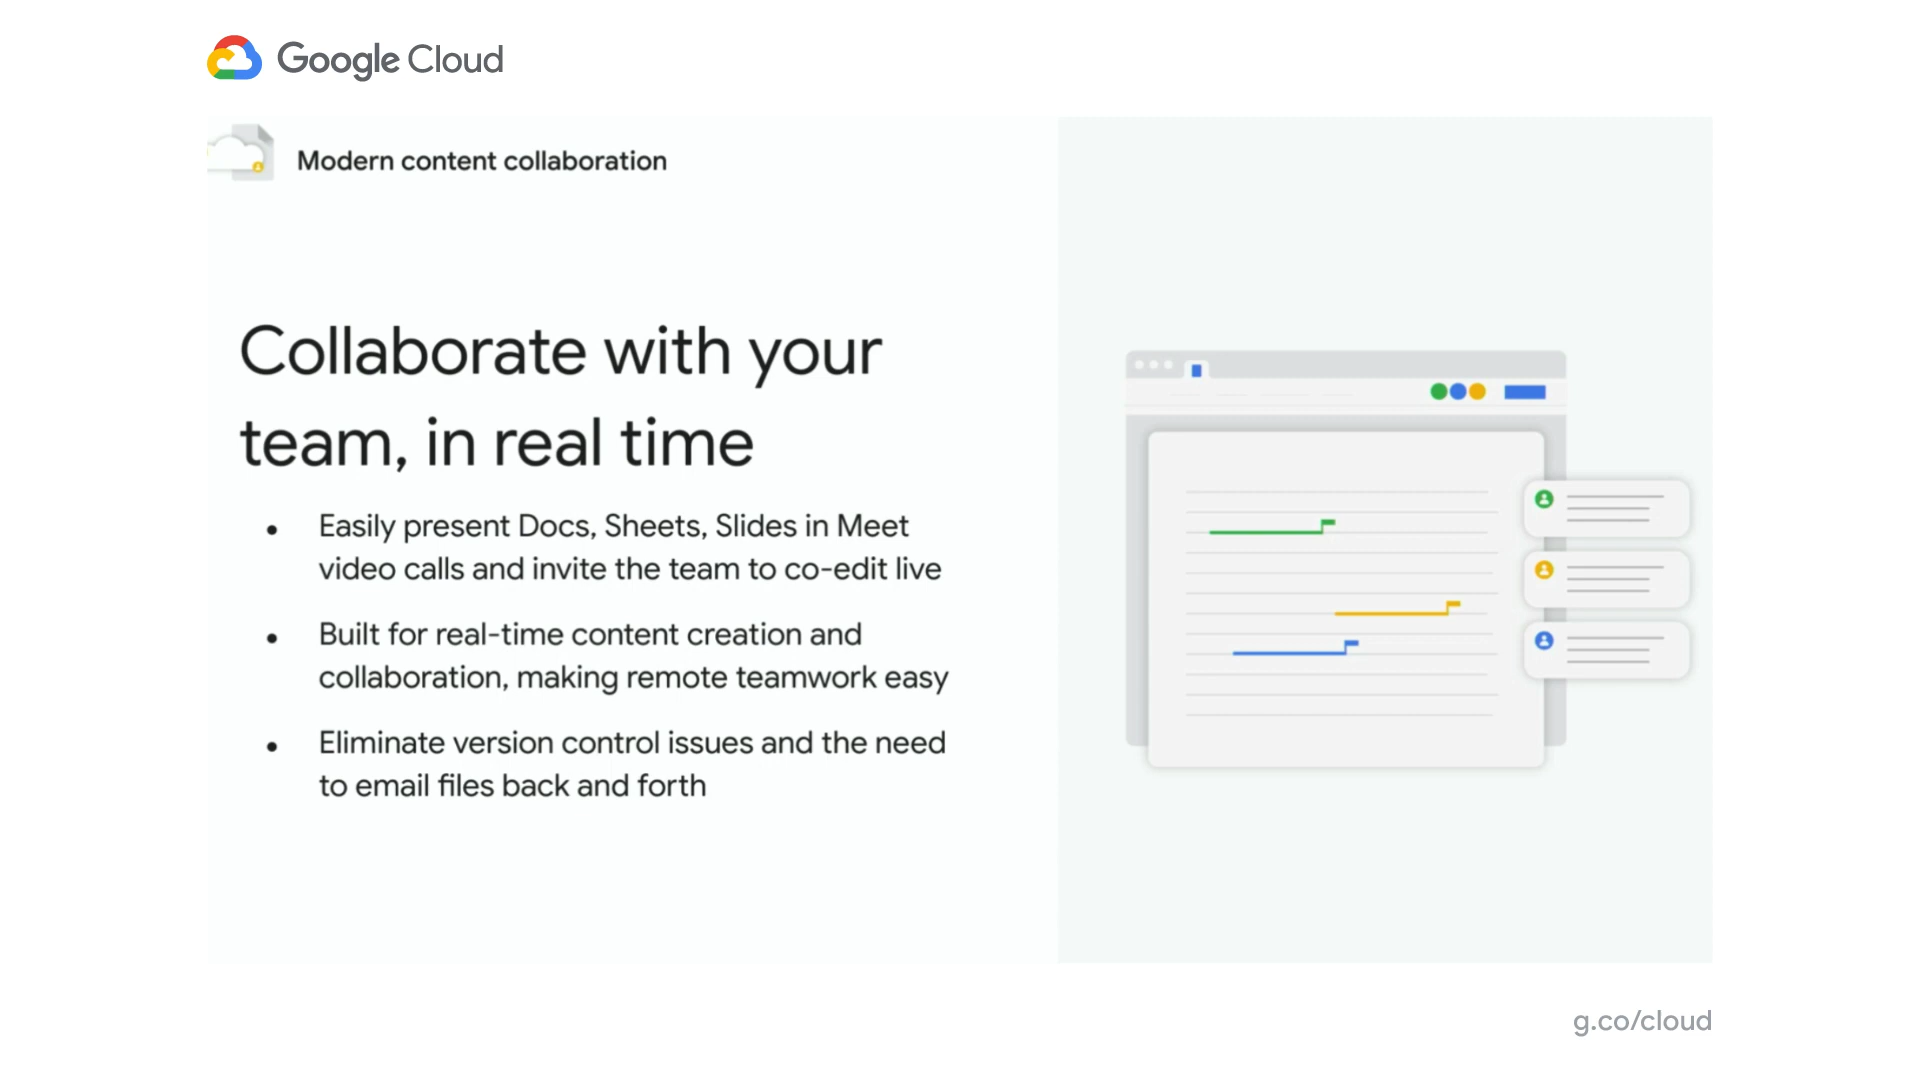 Google Cloud
Modern content collaboration
Collaborate with your
team, in real time
• Easily present Docs, Sheets, Slides in Meet
video calls and invite the team to co-edit live
• Built for real-time content creation and
collaboration, making remote teamwork easy
• Eliminate version control issues and the need
to email files back and forth
g.co/cloud